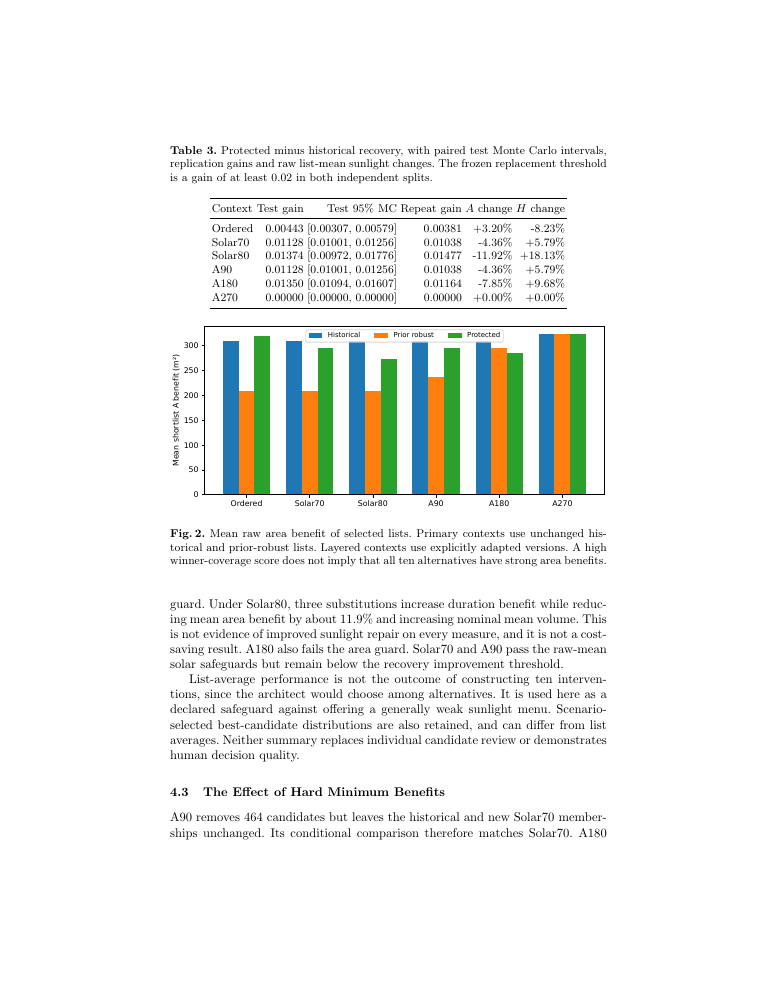 Table 3. Protected minus historical recovery, with paired test Monte Carlo intervals,
replication gains and raw list-mean sunlight changes. The frozen replacement threshold
is a gain of at least 0.02 in both independent splits.
Context Test gain Test 95% MC Repeat gain A change H change
Ordered 0.00443 [0.00307, 0.00579] 0.00381 +3.20% -8.23%
Solar70 0.01128 [0.01001, 0.01256] 0.01038 -4.36% +5.79%
Solar80 0.01374 [0.00972, 0.01776] 0.01477 -11.92% +18.13%
A90 0.01128 [0.01001, 0.01256] 0.01038 -4.36% +5.79%
A180 0.01350 [0.01094, 0.01607] 0.01164 -7.85% +9.68%
A270 0.00000 [0.00000, 0.00000] 0.00000 +0.00% +0.00%
Historical Prior robust Protected
Mean shortlist A benefit (m²)
300
250
200
150
100
50
0
Ordered Solar70 Solar80 A90 A180 A270
Fig. 2. Mean raw area benefit of selected lists. Primary contexts use unchanged his-
torical and prior-robust lists. Layered contexts use explicitly adapted versions. A high
winner-coverage score does not imply that all ten alternatives have strong area benefits.
guard. Under Solar80, three substitutions increase duration benefit while reduc-
ing mean area benefit by about 11.9% and increasing nominal mean volume. This
is not evidence of improved sunlight repair on every measure, and it is not a cost-
saving result. A180 also fails the area guard. Solar70 and A90 pass the raw-mean
solar safeguards but remain below the recovery improvement threshold.
List-average performance is not the outcome of constructing ten interven-
tions, since the architect would choose among alternatives. It is used here as a
declared safeguard against offering a generally weak sunlight menu. Scenario-
selected best-candidate distributions are also retained, and can differ from list
averages. Neither summary replaces individual candidate review or demonstrates
human decision quality.
4.3 The Effect of Hard Minimum Benefits
A90 removes 464 candidates but leaves the historical and new Solar70 member-
ships unchanged. Its conditional comparison therefore matches Solar70. A180